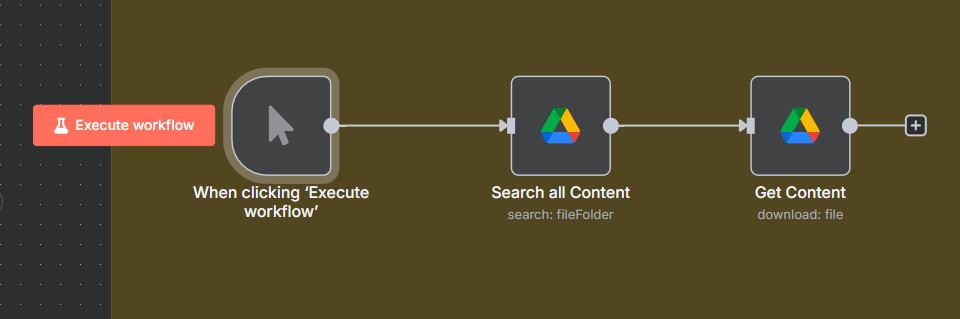 Execute workflow
When clicking ‘Execute
workflow’
Search all Content
search: fileFolder
Get Content
download: file